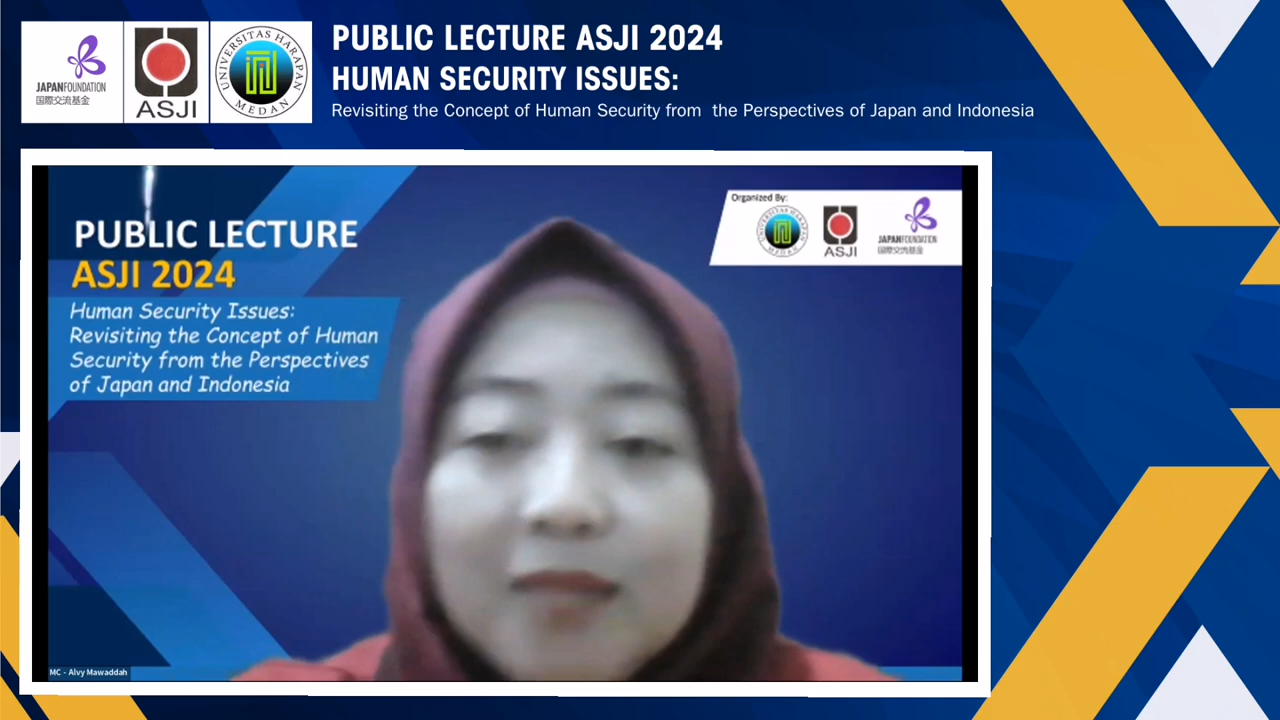 JAPANFOUNDATION
国際交流基金
ASJI
UNIVERSITAS HARAPAN
MEDAN
PUBLIC LECTURE ASJI 2024
HUMAN SECURITY ISSUES:
Revisiting the Concept of Human Security from the Perspectives of Japan and Indonesia
PUBLIC LECTURE
ASJI 2024
Human Security Issues:
Revisiting the Concept of Human
Security from the Perspectives
of Japan and Indonesia
Organized By:
UNIVERSITAS HARAPAN
MEDAN
ASJI
JAPANFOUNDATION
国際交流基金
MC - Alvy Mawaddah